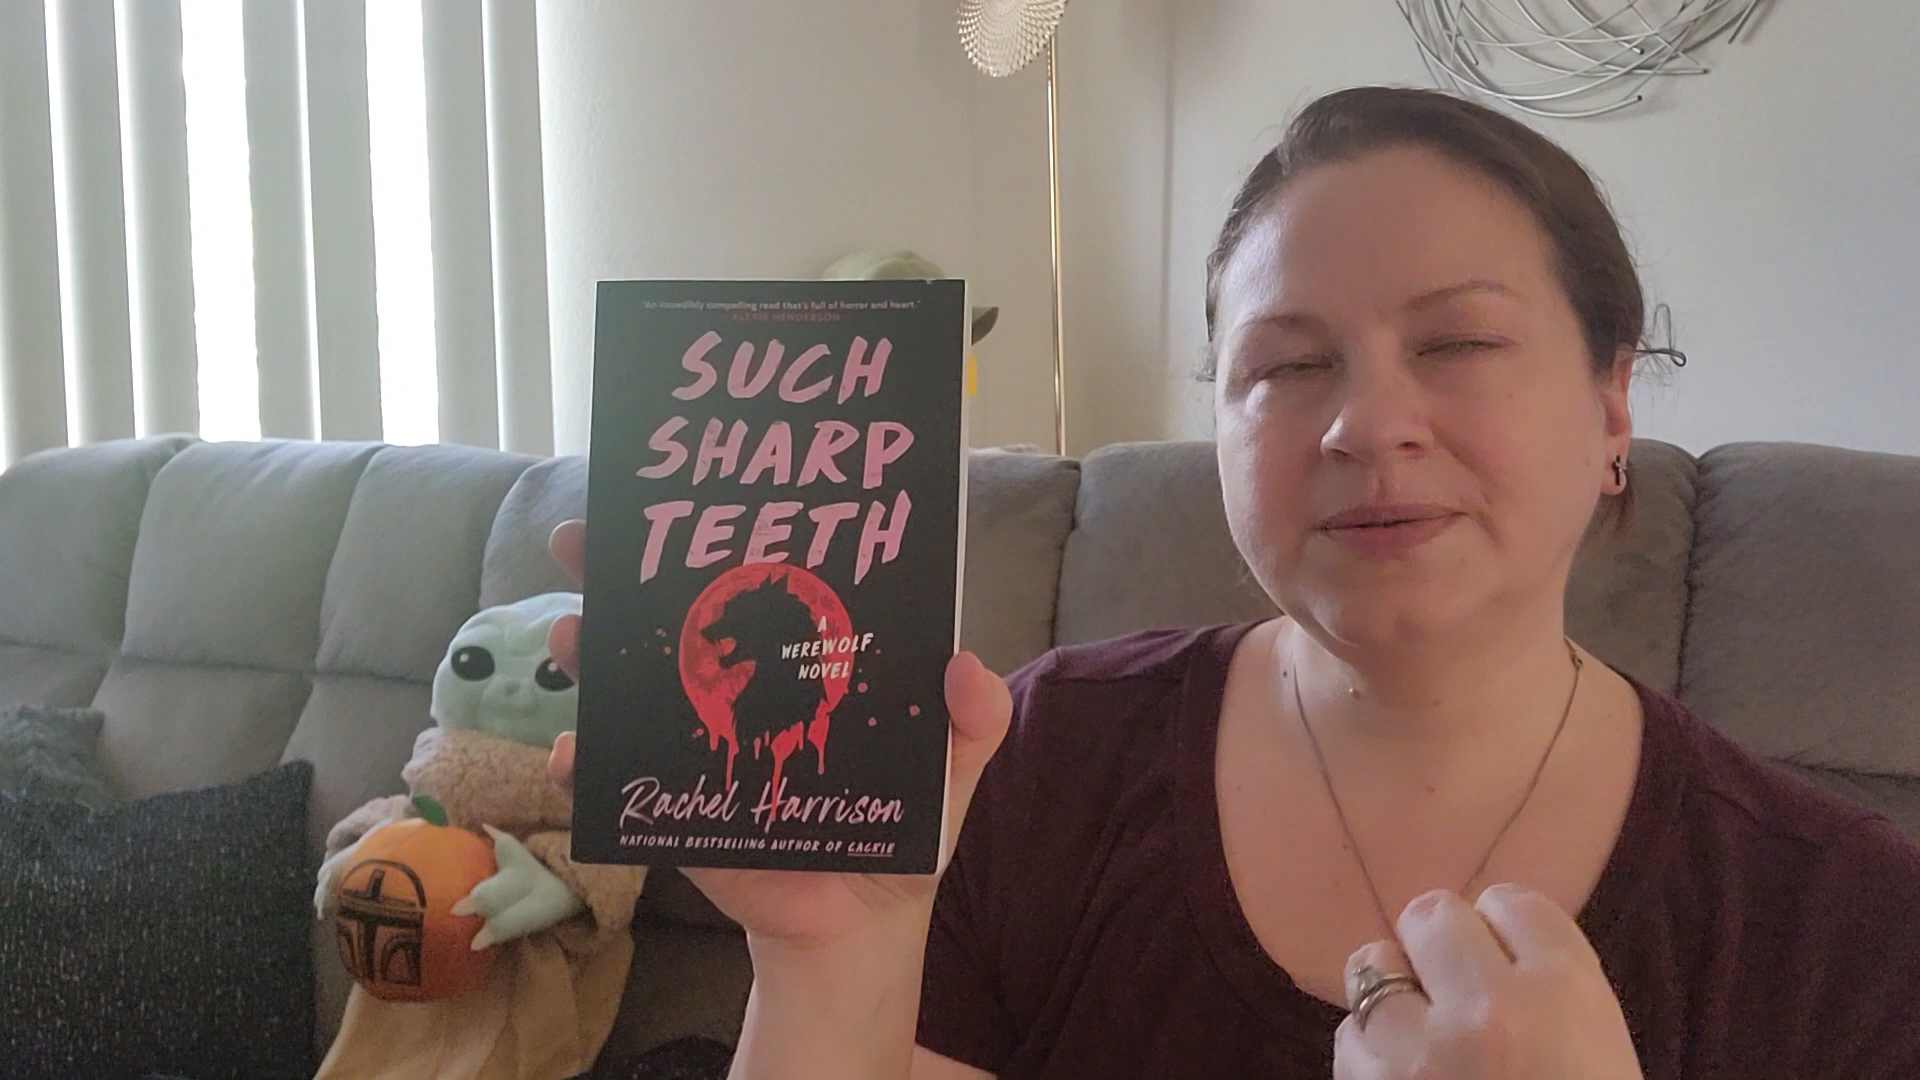 "An incredibly compelling read that's full of horror and heart."
ALEXIS HENDERSON
SUCH
SHARP
TEETH
A
WEREWOLF
NOVEL
Rachel Harrison
NATIONAL BESTSELLING AUTHOR OF CACKLE